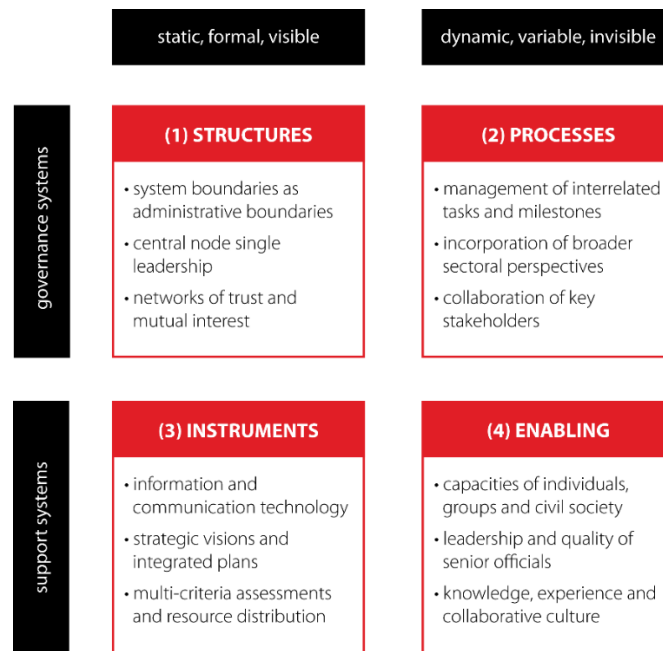 static, formal, visible
dynamic, variable, invisible
governance systems
(1) STRUCTURES
• system boundaries as
administrative boundaries
• central node single
leadership
• networks of trust and
mutual interest
(2) PROCESSES
• management of interrelated
tasks and milestones
• incorporation of broader
sectoral perspectives
• collaboration of key
stakeholders
support systems
(3) INSTRUMENTS
• information and
communication technology
• strategic visions and
integrated plans
• multi-criteria assessments
and resource distribution
(4) ENABLING
• capacities of individuals,
groups and civil society
• leadership and quality of
senior officials
• knowledge, experience and
collaborative culture